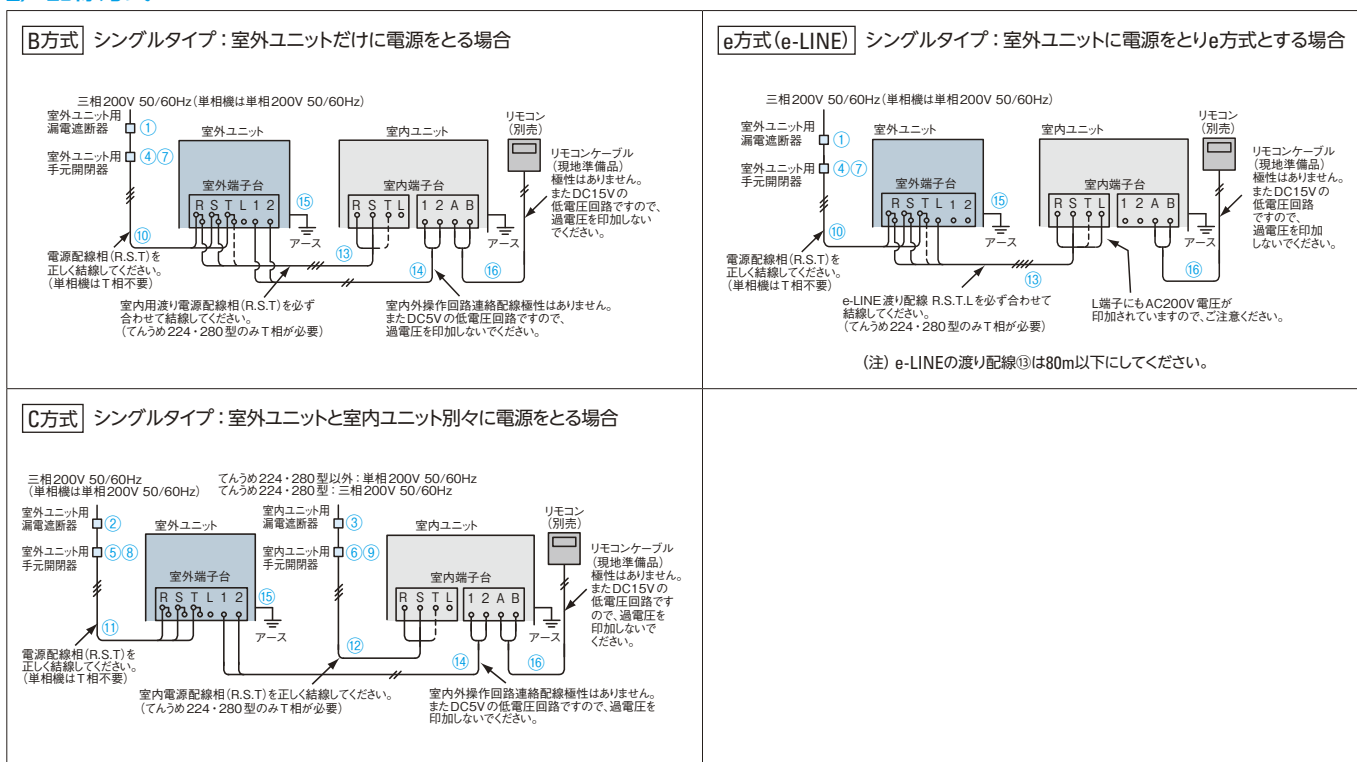 B方式 シングルタイプ：室外ユニットだけに電源をとる場合
三相200V 50/60Hz（単相機は単相200V 50/60Hz）
室外ユニット用
漏電遮断器
①
室外ユニット用
手元開閉器
④⑦
室外ユニット
室外端子台
R S T L 1 2
⑮
アース
室内ユニット
室内端子台
R S T L
1 2 A B
アース
リモコン
（別売）
リモコンケーブル
（現地準備品）
極性はありません。
またDC15Vの
低電圧回路ですので、
過電圧を印加しない
でください。
⑩
電源配線相（R.S.T）を
正しく結線してください。
（単相機はT相不要）
⑬
⑭
⑯
室内用渡り電源配線相（R.S.T）を必ず
合わせて結線してください。
（てんうめ224・280型のみT相が必要）
室内外操作回路連絡配線極性はありません。
またDC5Vの低電圧回路ですので、
過電圧を印加しないでください。
e方式（e-LINE） シングルタイプ：室外ユニットに電源をとりe方式とする場合
三相200V 50/60Hz（単相機は単相200V 50/60Hz）
室外ユニット用
漏電遮断器
①
室外ユニット用
手元開閉器
④⑦
室外ユニット
室外端子台
R S T L 1 2
⑮
アース
室内ユニット
室内端子台
R S T L
1 2 A B
アース
リモコン
（別売）
リモコンケーブル
（現地準備品）
極性はありません。
またDC15Vの
低電圧回路
ですので、
過電圧を印加
しないでください。
⑩
電源配線相（R.S.T）を
正しく結線してください。
（単相機はT相不要）
⑬
⑯
e-LINE渡り配線 R.S.T.Lを必ず合わせて
結線してください。
（てんうめ224・280型のみT相が必要）
L端子にもAC200V電圧が
印加されていますので、ご注意ください。
（注） e-LINEの渡り配線⑬は80m以下にしてください。
C方式 シングルタイプ：室外ユニットと室内ユニット別々に電源をとる場合
三相200V 50/60Hz
（単相機は単相200V 50/60Hz）
てんうめ224・280型以外：単相200V 50/60Hz
てんうめ224・280型：三相200V 50/60Hz
室外ユニット用
漏電遮断器
②
室外ユニット用
手元開閉器
⑤⑧
室外ユニット
室外端子台
R S T L 1 2
⑮
アース
室内ユニット用
漏電遮断器
③
室内ユニット用
手元開閉器
⑥⑨
室内ユニット
室内端子台
R S T L
1 2 A B
アース
リモコン
（別売）
リモコンケーブル
（現地準備品）
極性はありません。
またDC15Vの
低電圧回路です
ので、過電圧を
印加しないで
ください。
⑪
電源配線相（R.S.T）を
正しく結線してください。
（単相機はT相不要）
⑫
⑭
⑯
室内電源配線相（R.S.T）を正しく結線してください。
（てんうめ224・280型のみT相が必要）
室内外操作回路連絡配線極性はありません。
またDC5Vの低電圧回路ですので、過電圧を
印加しないでください。